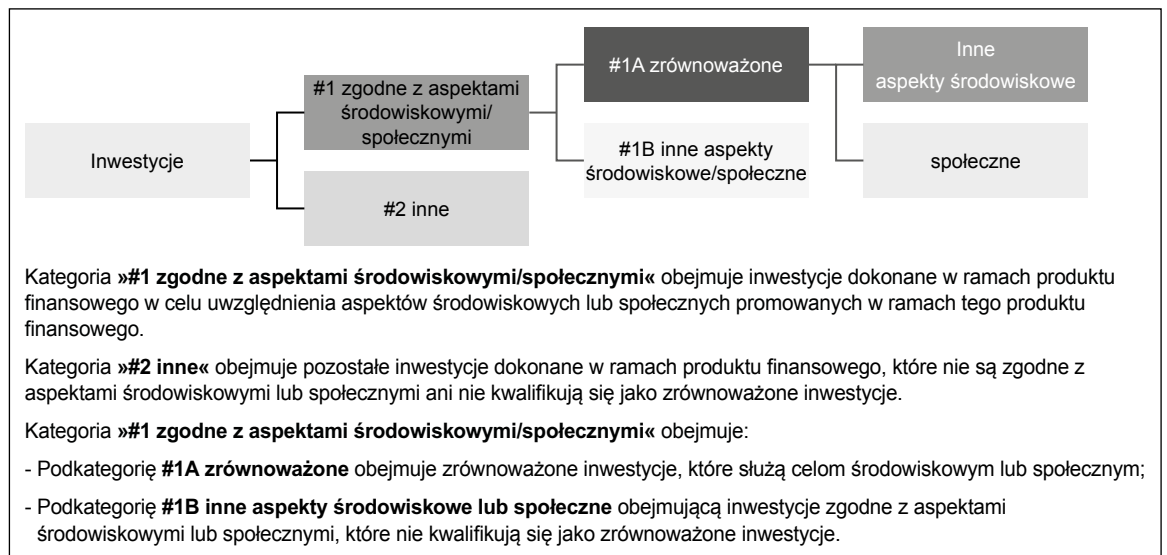 Inwestycje
#1 zgodne z aspektami
środowiskowymi/
społecznymi
#2 inne
#1A zrównoważone
#1B inne aspekty
środowiskowe/społeczne
Inne
aspekty środowiskowe
społeczne
Kategoria »#1 zgodne z aspektami środowiskowymi/społecznymi« obejmuje inwestycje dokonane w ramach produktu
finansowego w celu uwzględnienia aspektów środowiskowych lub społecznych promowanych w ramach tego produktu
finansowego.
Kategoria »#2 inne« obejmuje pozostałe inwestycje dokonane w ramach produktu finansowego, które nie są zgodne z
aspektami środowiskowymi lub społecznymi ani nie kwalifikują się jako zrównoważone inwestycje.
Kategoria »#1 zgodne z aspektami środowiskowymi/społecznymi« obejmuje:
- Podkategorię #1A zrównoważone obejmuje zrównoważone inwestycje, które służą celom środowiskowym lub społecznym;
- Podkategorię #1B inne aspekty środowiskowe lub społeczne obejmującą inwestycje zgodne z aspektami
środowiskowymi lub społecznymi, które nie kwalifikują się jako zrównoważone inwestycje.